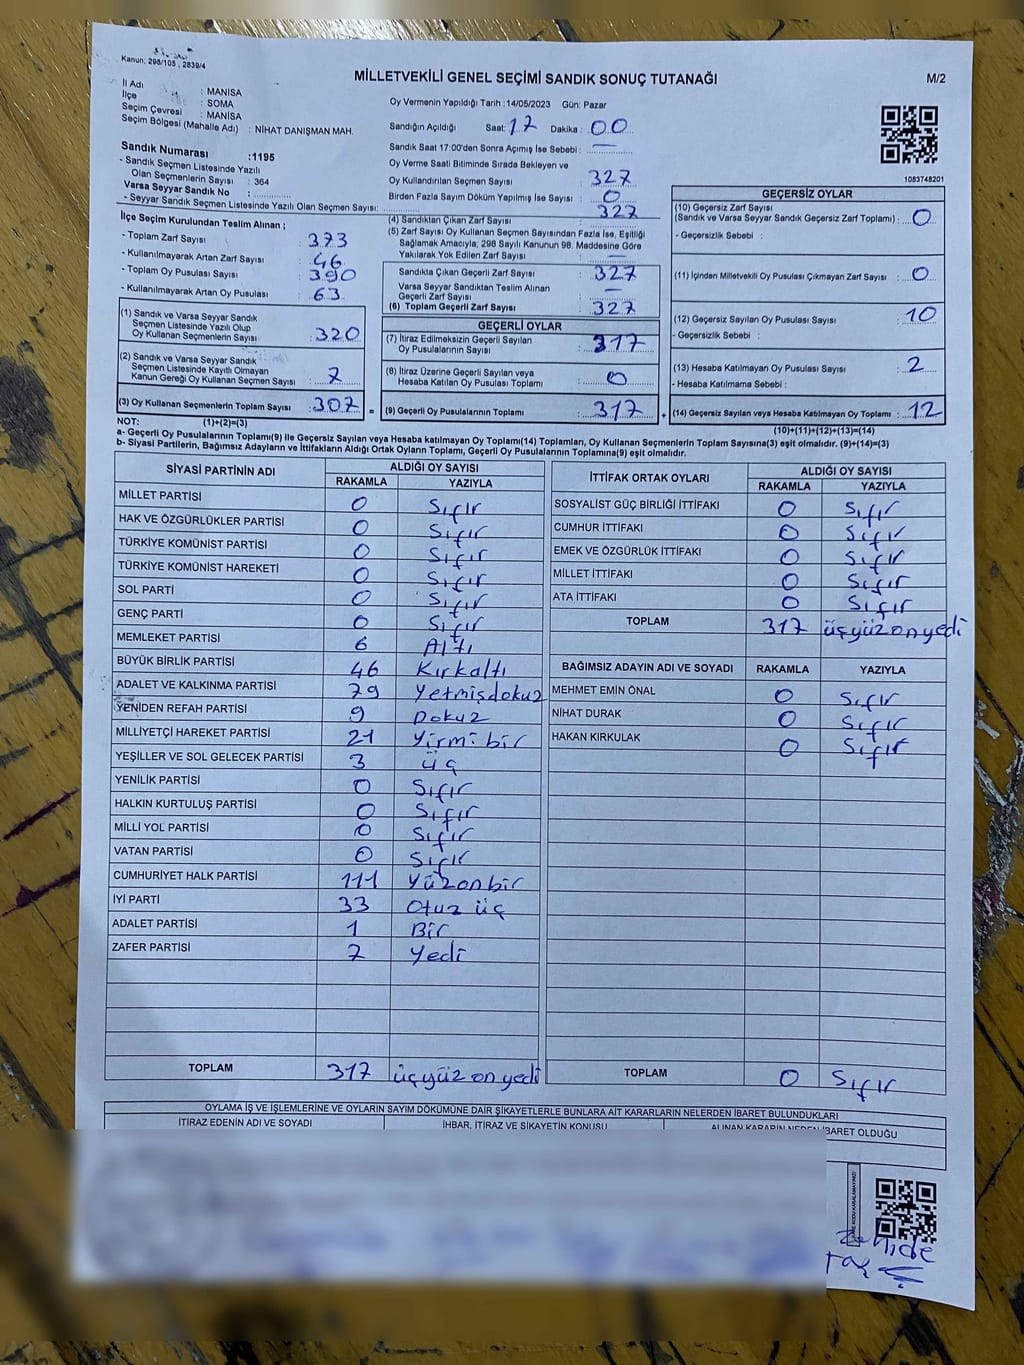 Kanun; 298/105 , 2839/4
MİLLETVEKİLİ GENEL SEÇİMİ SANDIK SONUÇ TUTANAĞI
M/2
İl Adı : MANİSA
İlçe : SOMA
Seçim Çevresi : MANİSA
Seçim Bölgesi (Mahalle Adı) : NİHAT DANIŞMAN MAH.
Oy Vermenin Yapıldığı Tarih :14/05/2023 Gün: Pazar
Sandığın Açıldığı Saat: 17 Dakika : 00
Sandık Saat 17:00'den Sonra Açımış İse Sebebi : —
Oy Verme Saati Bitiminde Sırada Bekleyen ve
Oy Kullandırılan Seçmen Sayısı 327
Birden Fazla Sayım Döküm Yapılmış İse Sayısı : 0
1083748201
Sandık Numarası :1195
- Sandık Seçmen Listesinde Yazılı
Olan Seçmenlerin Sayısı : 364
Varsa Seyyar Sandık No :
- Seyyar Sandık Seçmen Listesinde Yazılı Olan Seçmen Sayısı:
İlçe Seçim Kurulundan Teslim Alınan ;
- Toplam Zarf Sayısı : 373
- Kullanılmayarak Artan Zarf Sayısı : 46
- Toplam Oy Pusulası Sayısı : 390
- Kullanılmayarak Artan Oy Pusulası : 63
(1) Sandık ve Varsa Seyyar Sandık
Seçmen Listesinde Yazılı Olup
Oy Kullanan Seçmenlerin Sayısı : 320
(2) Sandık ve Varsa Seyyar Sandık
Seçmen Listesinde Kayıtlı Olmayan
Kanun Gereği Oy Kullanan Seçmen Sayısı : 7
(3) Oy Kullanan Seçmenlerin Toplam Sayısı : 307 =
(1)+(2)=(3)
(4) Sandıktan Çıkan Zarf Sayısı : 327
(5) Zarf Sayısı Oy Kullanan Seçmen Sayısından Fazla İse, Eşitliği
Sağlamak Amacıyla, 298 Sayılı Kanunun 98. Maddesine Göre
Yakılarak Yok Edilen Zarf Sayısı : —
Sandıkta Çıkan Geçerli Zarf Sayısı : 327
Varsa Seyyar Sandıktan Teslim Alınan
Geçerli Zarf Sayısı : —
(6) Toplam Geçerli Zarf Sayısı : 327
GEÇERLİ OYLAR
(7) İtiraz Edilmeksizin Geçerli Sayılan
Oy Pusulalarının Sayısı : 317
(8) İtiraz Üzerine Geçerli Sayılan veya
Hesaba Katılan Oy Pusulası Toplamı : 0
(9) Geçerli Oy Pusulalarının Toplamı : 317 +
GEÇERSİZ OYLAR
(10) Geçersiz Zarf Sayısı
(Sandık ve Varsa Seyyar Sandık Geçersiz Zarf Toplamı) : 0
- Geçersizlik Sebebi :
(11) İçinden Milletvekili Oy Pusulası Çıkmayan Zarf Sayısı : 0
(12) Geçersiz Sayılan Oy Pusulası Sayısı : 10
- Geçersizlik Sebebi :
(13) Hesaba Katılmayan Oy Pusulası Sayısı : 2
- Hesaba Katılmama Sebebi :
(14) Geçersiz Sayılan veya Hesaba Katılmayan Oy Toplamı : 12
(10)+(11)+(12)+(13)=(14)
NOT:
a- Geçerli Oy Pusulalarının Toplamı(9) ile Geçersiz Sayılan veya Hesaba katılmayan Oy Toplamı(14) Toplamları, Oy Kullanan Seçmenlerin Toplam Sayısına(3) eşit olmalıdır. (9)+(14)=(3)
b- Siyasi Partilerin, Bağımsız Adayların ve İttifakların Aldığı Ortak Oyların Toplamı, Geçerli Oy Pusulalarının Toplamına(9) eşit olmalıdır.
SİYASİ PARTİNİN ADI ALDIĞI OY SAYISI
RAKAMLA YAZIYLA
MİLLET PARTİSİ 0 Sıfır
HAK VE ÖZGÜRLÜKLER PARTİSİ 0 Sıfır
TÜRKİYE KOMÜNİST PARTİSİ 0 Sıfır
TÜRKİYE KOMÜNİST HAREKETİ 0 Sıfır
SOL PARTİ 0 Sıfır
GENÇ PARTİ 0 Sıfır
MEMLEKET PARTİSİ 6 Altı
BÜYÜK BİRLİK PARTİSİ 46 Kırkaltı
ADALET VE KALKINMA PARTİSİ 79 Yetmişdokuz
YENİDEN REFAH PARTİSİ 9 Dokuz
MİLLİYETÇİ HAREKET PARTİSİ 21 Yirmibir
YEŞİLLER VE SOL GELECEK PARTİSİ 3 üç
YENİLİK PARTİSİ 0 Sıfır
HALKIN KURTULUŞ PARTİSİ 0 Sıfır
MİLLİ YOL PARTİSİ 0 Sıfır
VATAN PARTİSİ 0 Sıfır
CUMHURİYET HALK PARTİSİ 111 Yüzonbir
İYİ PARTİ 33 Otuz üç
ADALET PARTİSİ 1 Bir
ZAFER PARTİSİ 7 Yedi
TOPLAM 317 üçyüz on yedi
İTTİFAK ORTAK OYLARI ALDIĞI OY SAYISI
RAKAMLA YAZIYLA
SOSYALİST GÜÇ BİRLİĞİ İTTİFAKI 0 Sıfır
CUMHUR İTTİFAKI 0 Sıfır
EMEK VE ÖZGÜRLÜK İTTİFAKI 0 Sıfır
MİLLET İTTİFAKI 0 Sıfır
ATA İTTİFAKI 0 Sıfır
TOPLAM 317 üçyüzonyedi
BAĞIMSIZ ADAYIN ADI VE SOYADI RAKAMLA YAZIYLA
MEHMET EMİN ÖNAL 0 Sıfır
NİHAT DURAK 0 Sıfır
HAKAN KIRKULAK 0 Sıfır
TOPLAM 0 Sıfır
OYLAMA İŞ VE İŞLEMLERİNE VE OYLARIN SAYIM DÖKÜMÜNE DAİR ŞİKAYETLERLE BUNLARA AİT KARARLARIN NELERDEN İBARET BULUNDUKLARI
İTİRAZ EDENİN ADI VE SOYADI İHBAR, İTİRAZ VE ŞİKAYETİN KONUSU ALINAN KARARIN NEDEN İBARET OLDUĞU